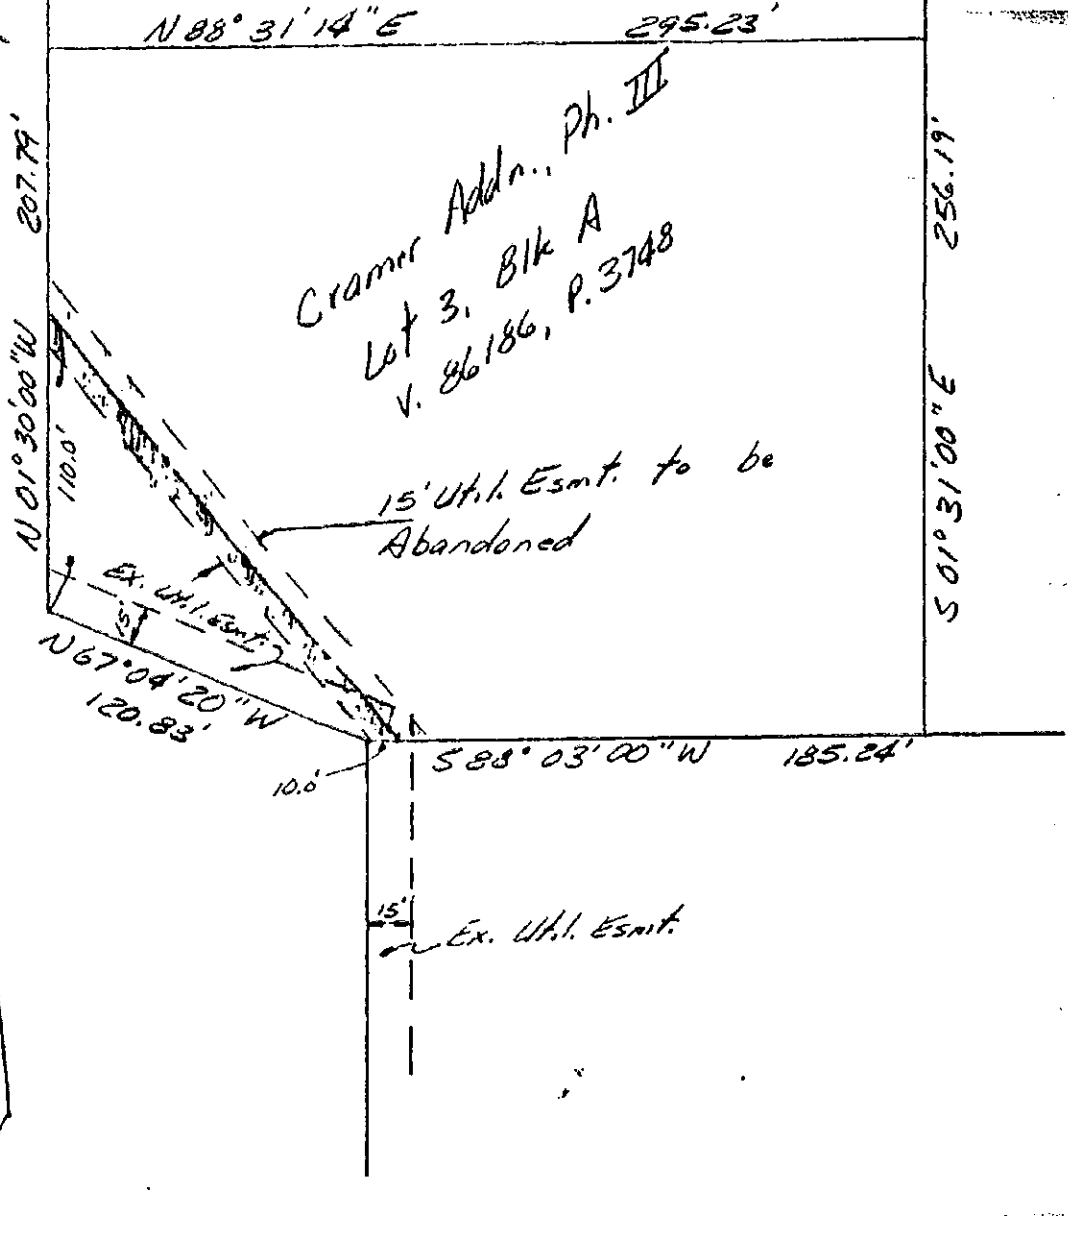 N 88° 31' 14" E 295.23'
207.79'
N 01° 30' 00" W
110.0'
256.19'
S 01° 31' 00" E
Cramer Addn., Ph. III
Lot 3, Blk A
V. 86186, P. 3748
15' Util. Esmt. to be
Abandoned
Ex. Util. Esmt.
15'
N 67° 04' 20" W
120.83'
10.0'
S 88° 03' 00" W 185.24'
15'
Ex. Util. Esmt.